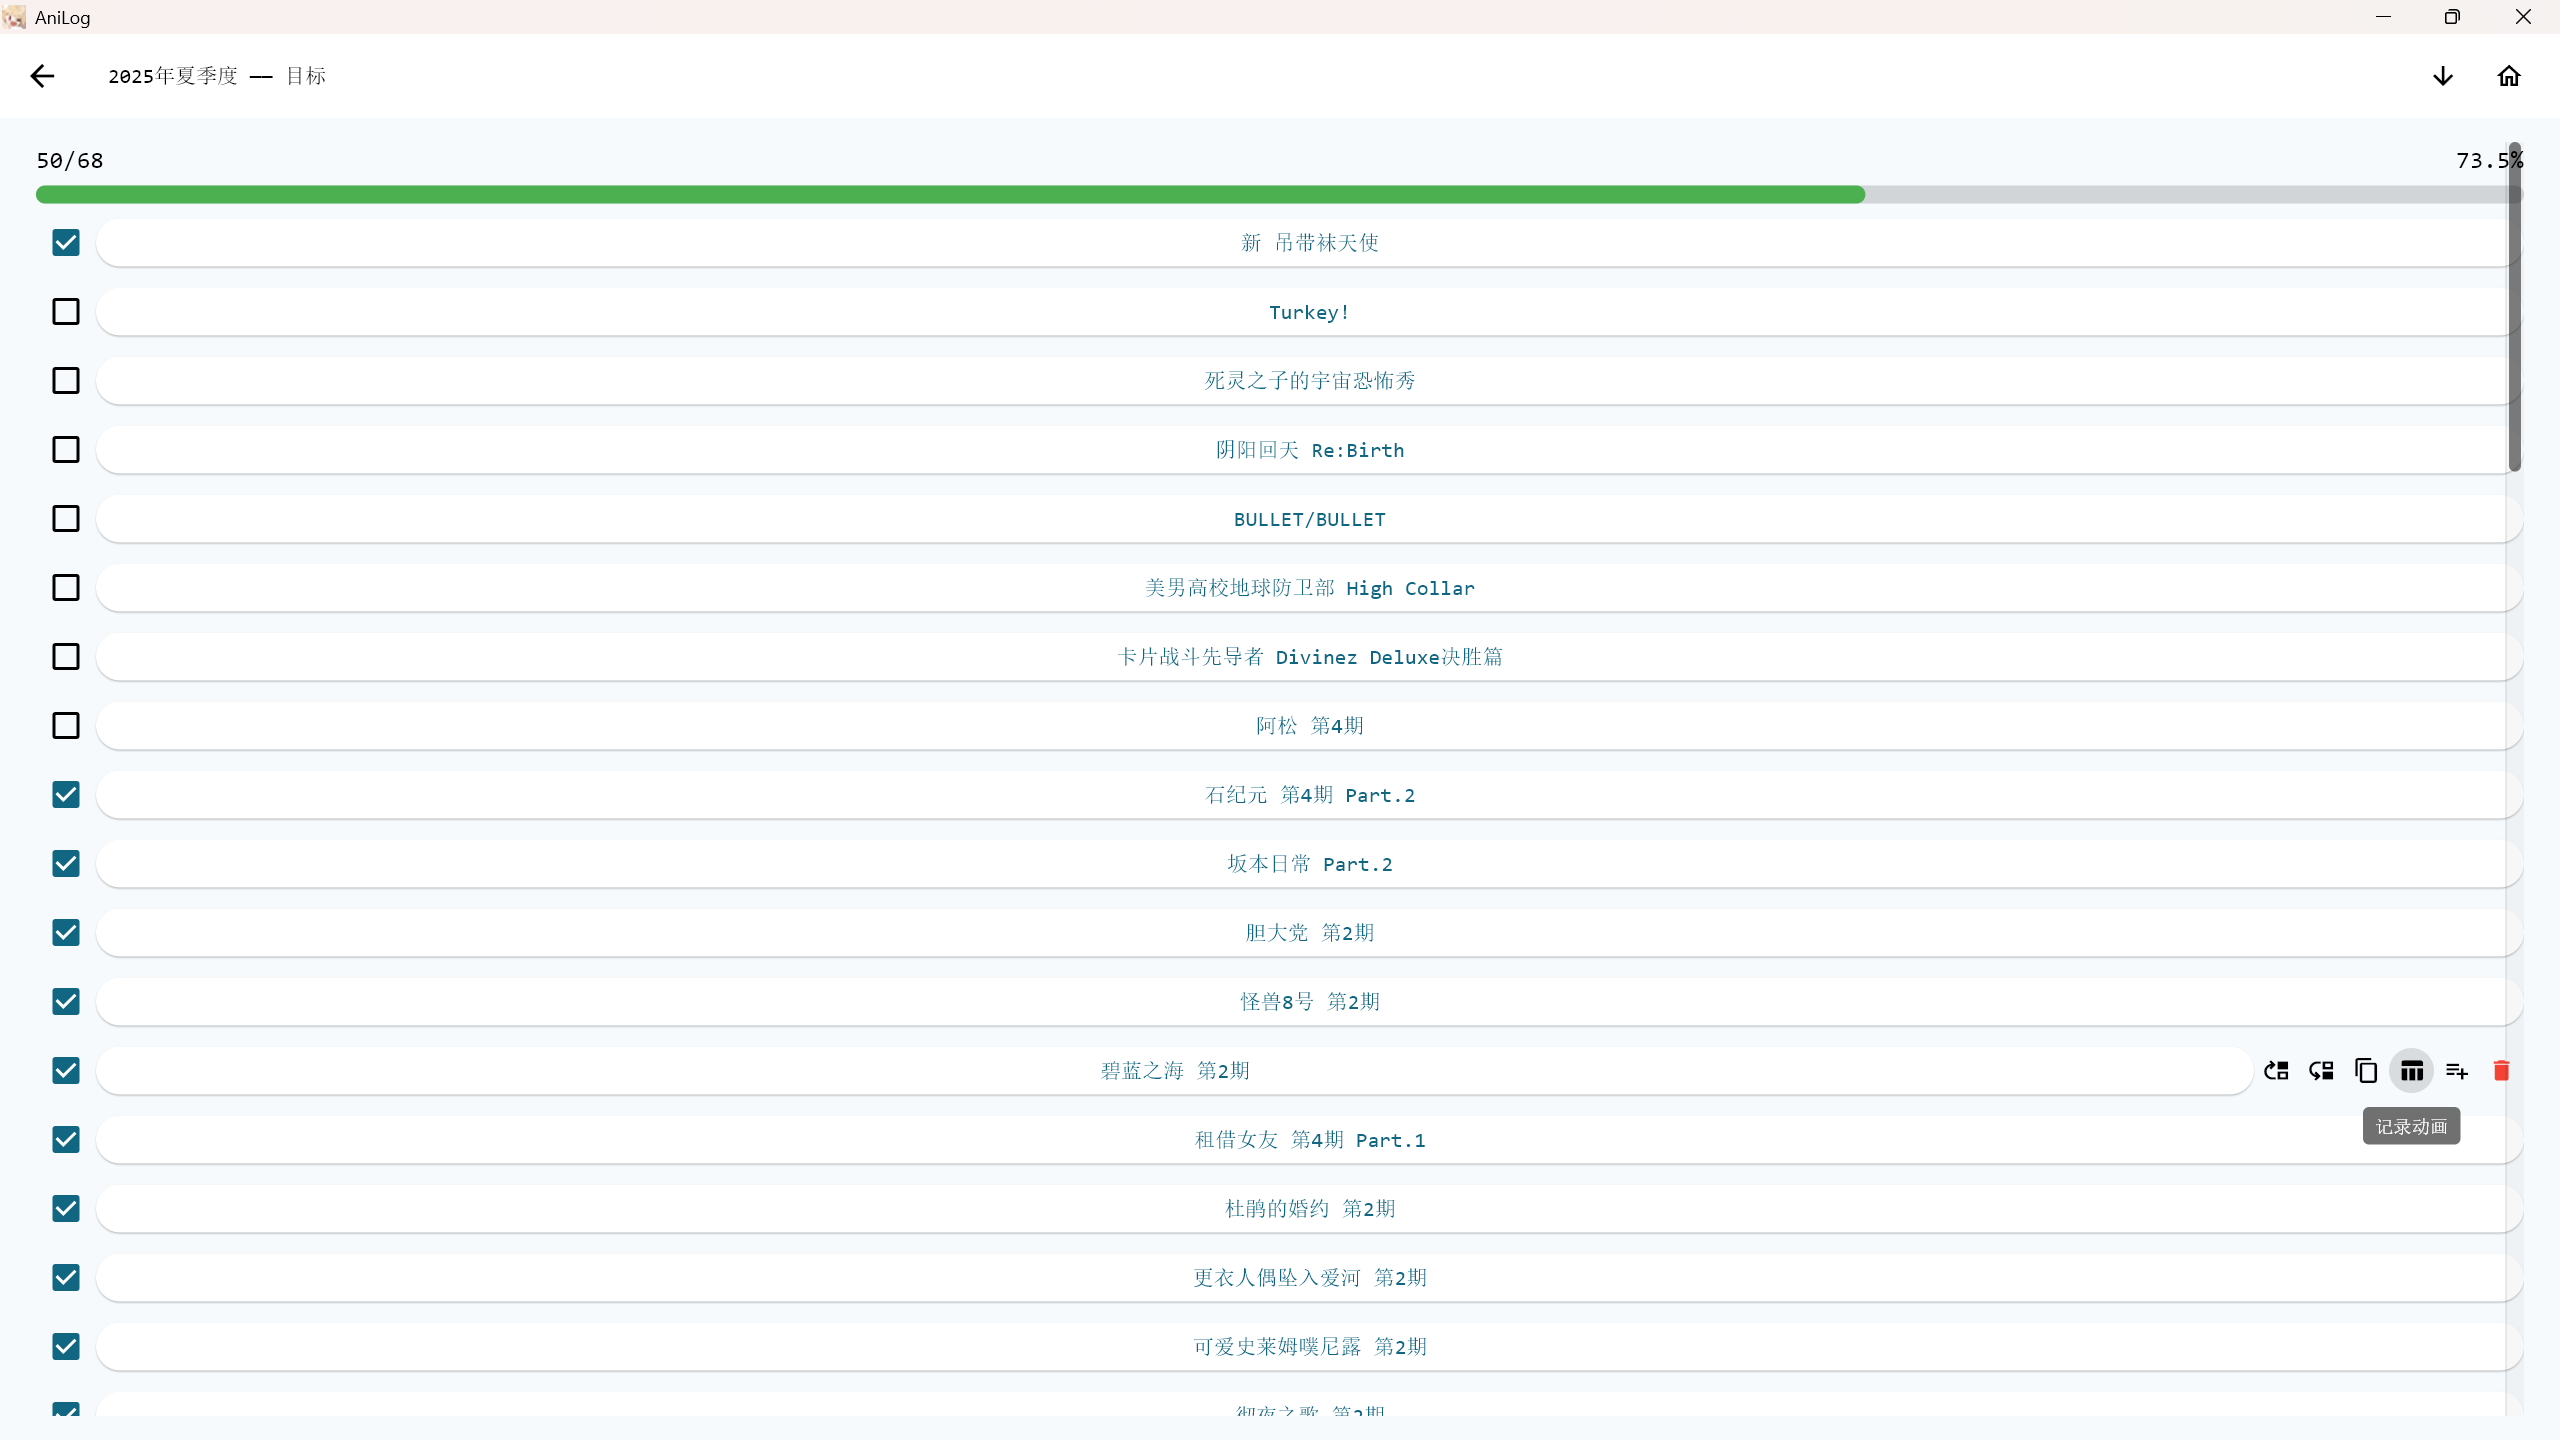 AniLog
2025年夏季度 —— 目标
50/68
73.5%
新 吊带袜天使
Turkey!
死灵之子的宇宙恐怖秀
阴阳回天 Re:Birth
BULLET/BULLET
美男高校地球防卫部 High Collar
卡片战斗先导者 Divinez Deluxe决胜篇
阿松 第4期
石纪元 第4期 Part.2
坂本日常 Part.2
胆大党 第2期
怪兽8号 第2期
碧蓝之海 第2期
记录动画
租借女友 第4期 Part.1
杜鹃的婚约 第2期
更衣人偶坠入爱河 第2期
可爱史莱姆噗尼露 第2期
彻夜之歌 第2期